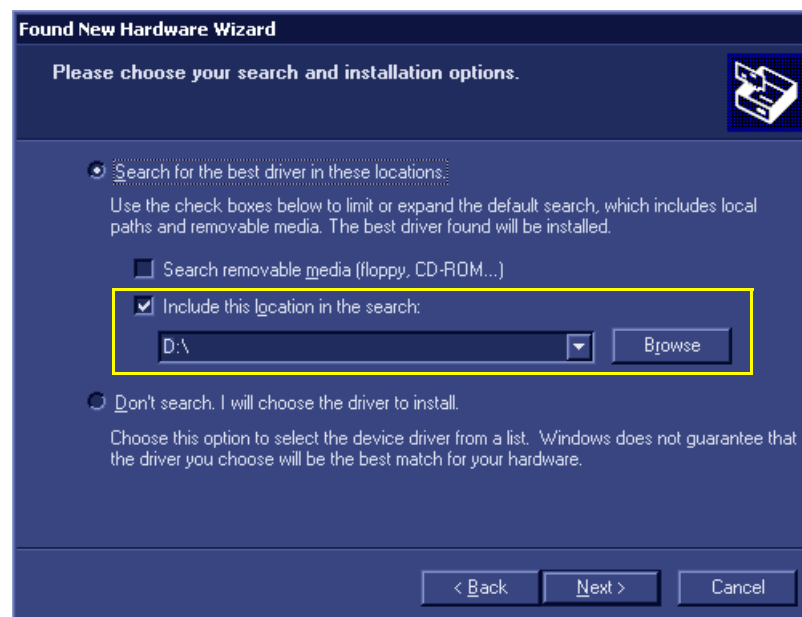 Found New Hardware Wizard
Please choose your search and installation options.
Search for the best driver in these locations.
Use the check boxes below to limit or expand the default search, which includes local
paths and removable media. The best driver found will be installed.
Search removable media (floppy, CD-ROM...)
Include this location in the search:
D:\
Browse
Don't search. I will choose the driver to install.
Choose this option to select the device driver from a list.  Windows does not guarantee that
the driver you choose will be the best match for your hardware.
< Back
Next >
Cancel